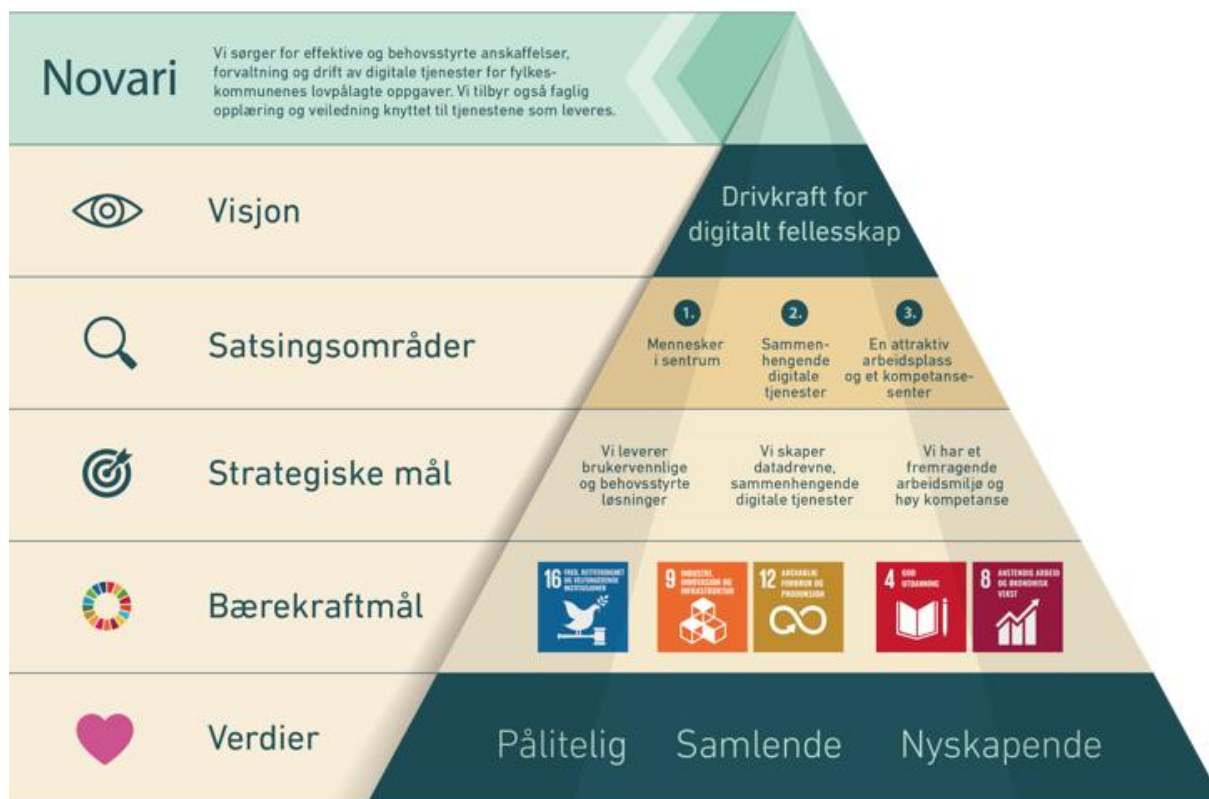 Novari
Vi sørger for effektive og behovsstyrte anskaffelser,
forvaltning og drift av digitale tjenester for fylkes-
kommunenes lovpålagte oppgaver. Vi tilbyr også faglig
opplæring og veiledning knyttet til tjenestene som leveres.
Visjon
Drivkraft for
digitalt fellesskap
Satsingsområder
1.
Mennesker
i sentrum
2.
Sammen-
hengende
digitale
tjenester
3.
En attraktiv
arbeidsplass
og et kompetanse-
senter
Strategiske mål
Vi leverer
brukervennlige
og behovsstyrte
løsninger
Vi skaper
datadrevne,
sammenhengende
digitale tjenester
Vi har et
fremragende
arbeidsmiljø og
høy kompetanse
Bærekraftmål
16 FRED, RETTFERDIGHET
OG VELFUNGERENDE
INSTITUSJONER
9 INDUSTRI,
INNOVASJON OG
INFRASTRUKTUR
12 ANSVARLIG
FORBRUK OG
PRODUKSJON
4 GOD
UTDANNING
8 ANSTENDIG ARBEID
OG ØKONOMISK
VEKST
Verdier
Pålitelig
Samlende
Nyskapende